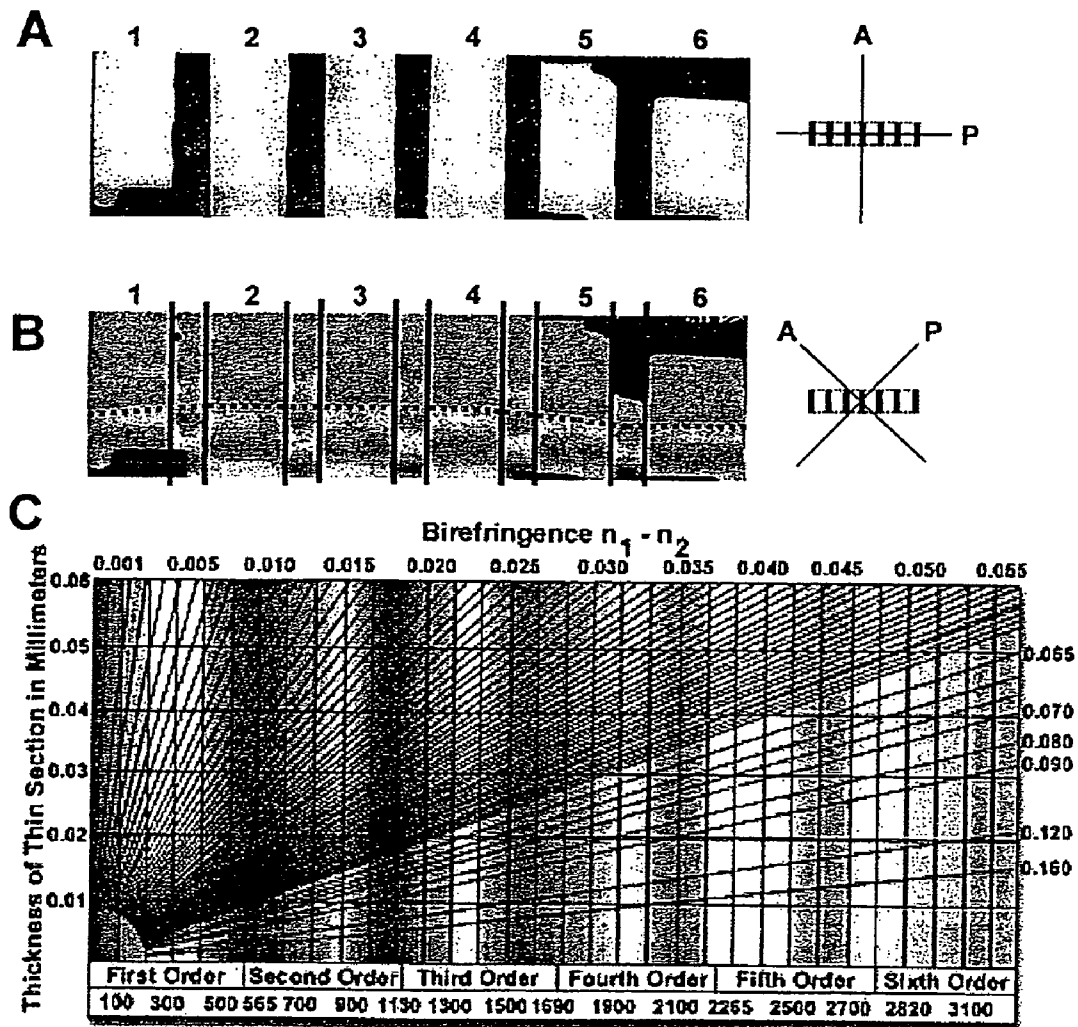 A
1 2 3 4 5 6
A
P
B
1 2 3 4 5 6
A P
C
Birefringence n1 - n2
0.001 0.005 0.010 0.015 0.020 0.025 0.030 0.035 0.040 0.045 0.050 0.055
Thickness of Thin Section in Millimeters
0.06
0.05
0.04
0.03
0.02
0.01
0.065
0.070
0.080
0.090
0.120
0.160
First Order Second Order Third Order Fourth Order Fifth Order Sixth Order
100 300 500 565 700 900 1130 1300 1500 1690 1900 2100 2265 2500 2700 2820 3100